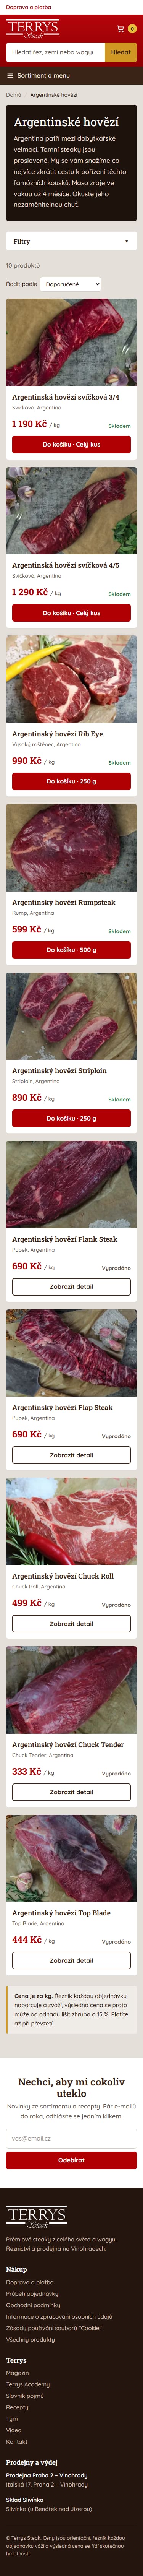 Doprava a platba
TERRYS
Steak
0
Hledat řez, zemi nebo wagyu
Hledat
Sortiment a menu
Domů / Argentinské hovězí
Argentinské hovězí
Argentina patří mezi dobytkářské
velmoci. Tamní steaky jsou
proslavené. My se vám snažíme co
nejvíce zkrátit cestu k pořízení těchto
famózních kousků. Maso zraje ve
vakuu až 4 měsíce. Okuste jeho
nezaměnitelnou chuť.
Filtry
10 produktů
Řadit podle Doporučené
Argentinská hovězí svíčková 3/4
Svíčková, Argentina
1 190 Kč / kg
Skladem
Do košíku · Celý kus
Argentinská hovězí svíčková 4/5
Svíčková, Argentina
1 290 Kč / kg
Skladem
Do košíku · Celý kus
Argentinský hovězí Rib Eye
Vysoký roštěnec, Argentina
990 Kč / kg
Skladem
Do košíku · 250 g
Argentinský hovězí Rumpsteak
Rump, Argentina
599 Kč / kg
Skladem
Do košíku · 500 g
Argentinský hovězí Striploin
Striploin, Argentina
890 Kč / kg
Skladem
Do košíku · 250 g
Argentinský hovězí Flank Steak
Pupek, Argentina
690 Kč / kg
Vyprodáno
Zobrazit detail
Argentinský hovězí Flap Steak
Pupek, Argentina
690 Kč / kg
Vyprodáno
Zobrazit detail
Argentinský hovězí Chuck Roll
Chuck Roll, Argentina
499 Kč / kg
Vyprodáno
Zobrazit detail
Argentinský hovězí Chuck Tender
Chuck Tender, Argentina
333 Kč / kg
Vyprodáno
Zobrazit detail
Argentinský hovězí Top Blade
Top Blade, Argentina
444 Kč / kg
Vyprodáno
Zobrazit detail
Cena je za kg. Řezník každou objednávku
naporcuje a zváží, výsledná cena se proto
může od odhadu lišit zhruba o 15 %. Platíte
až při převzetí.
Nechci, aby mi cokoliv
uteklo
Novinky ze sortimentu a recepty. Pár e-mailů
do roka, odhlásíte se jedním klikem.
vas@email.cz
Odebírat
TERRYS
Steak
Prémiové steaky z celého světa a wagyu.
Řeznictví a prodejna na Vinohradech.
Nákup
Doprava a platba
Průběh objednávky
Obchodní podmínky
Informace o zpracování osobních údajů
Zásady používání souborů "Cookie"
Všechny produkty
Terrys
Magazín
Terrys Academy
Slovník pojmů
Recepty
Tým
Videa
Kontakt
Prodejny a výdej
Prodejna Praha 2 – Vinohrady
Italská 17, Praha 2 – Vinohrady
Sklad Slivínko
Slivínko (u Benátek nad Jizerou)
© Terrys Steak. Ceny jsou orientační, řezník každou
objednávku váží a výsledná cena se řídí skutečnou
hmotností.